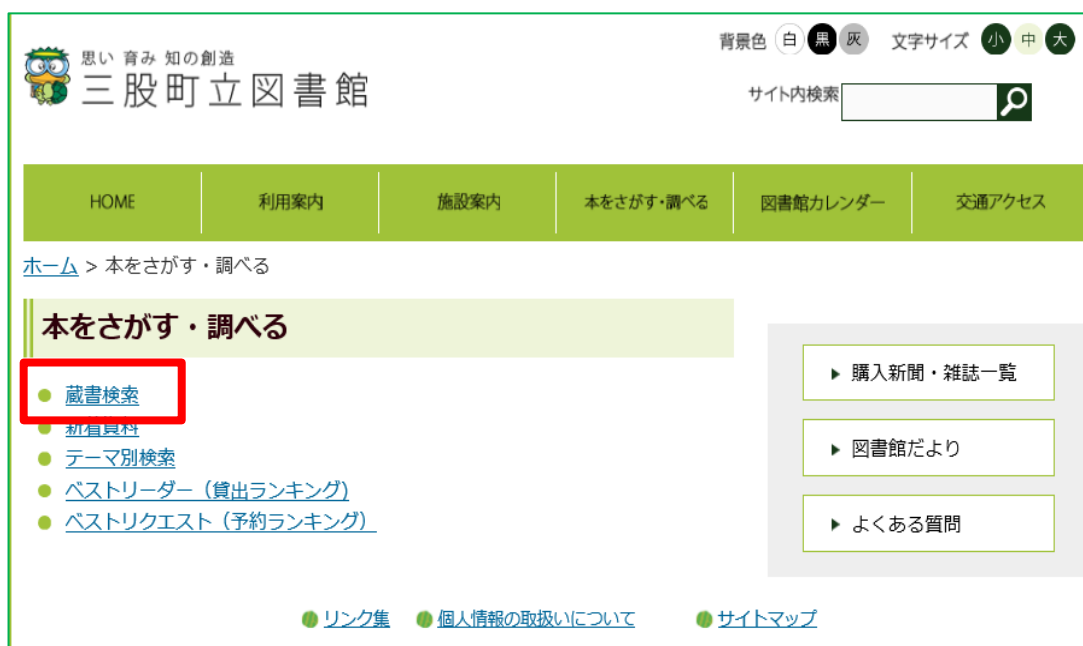 背景色 白 黒 灰 文字サイズ 小 中 大
思い 育み 知の創造
三股町立図書館
サイト内検索
HOME 利用案内 施設案内 本をさがす・調べる 図書館カレンダー 交通アクセス
ホーム > 本をさがす・調べる
本をさがす・調べる
蔵書検索
新着資料
テーマ別検索
ベストリーダー（貸出ランキング)
ベストリクエスト（予約ランキング）
購入新聞・雑誌一覧
図書館だより
よくある質問
リンク集 個人情報の取扱いについて サイトマップ